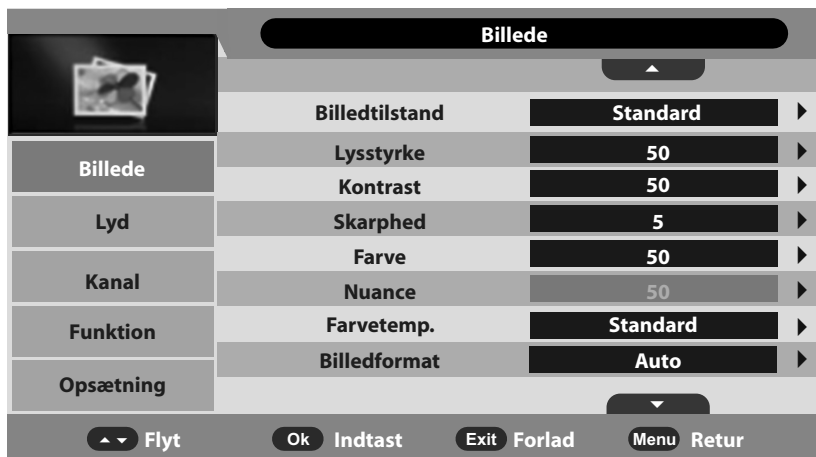 Billede
Billedtilstand Standard
Lysstyrke 50
Kontrast 50
Skarphed 5
Farve 50
Nuance 50
Farvetemp. Standard
Billedformat Auto
Billede
Lyd
Kanal
Funktion
Opsætning
Flyt Ok Indtast Exit Forlad Menu Retur